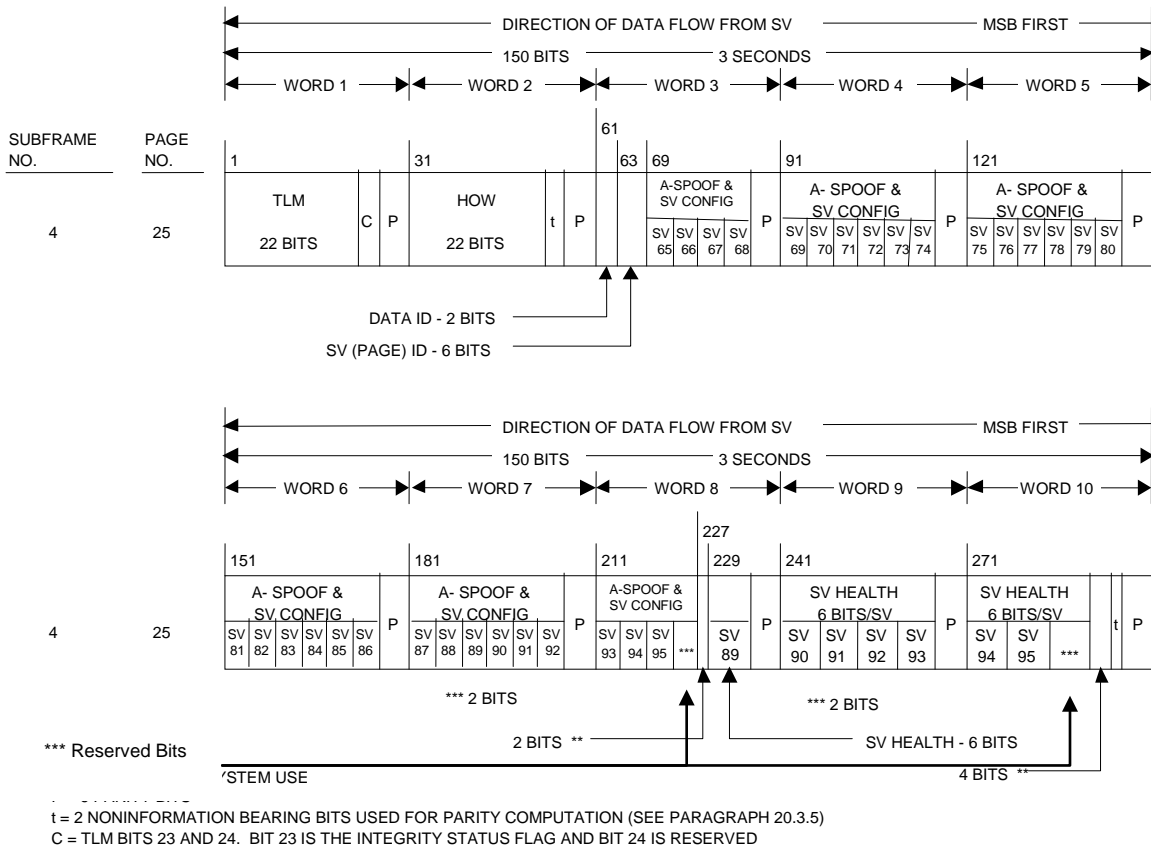 DIRECTION OF DATA FLOW FROM SV MSB FIRST
150 BITS 3 SECONDS
WORD 1 WORD 2 WORD 3 WORD 4 WORD 5
SUBFRAME NO. PAGE NO.
61
1 31 63 69 91 121
4 25
TLM 22 BITS C P
HOW 22 BITS t P
A-SPOOF & SV CONFIG
SV 65 SV 66 SV 67 SV 68 P
A- SPOOF & SV CONFIG
SV 69 SV 70 SV 71 SV 72 SV 73 SV 74 P
A- SPOOF & SV CONFIG
SV 75 SV 76 SV 77 SV 78 SV 79 SV 80 P
DATA ID - 2 BITS
SV (PAGE) ID - 6 BITS
DIRECTION OF DATA FLOW FROM SV MSB FIRST
150 BITS 3 SECONDS
WORD 6 WORD 7 WORD 8 WORD 9 WORD 10
227
151 181 211 229 241 271
4 25
A- SPOOF & SV CONFIG
SV 81 SV 82 SV 83 SV 84 SV 85 SV 86 P
A- SPOOF & SV CONFIG
SV 87 SV 88 SV 89 SV 90 SV 91 SV 92 P
A-SPOOF & SV CONFIG
SV 93 SV 94 SV 95 ***
SV 89 P
SV HEALTH 6 BITS/SV
SV 90 SV 91 SV 92 SV 93 P
SV HEALTH 6 BITS/SV
SV 94 SV 95 *** t P
*** 2 BITS *** 2 BITS
2 BITS ** SV HEALTH - 6 BITS
*** Reserved Bits
YSTEM USE 4 BITS **
t = 2 NONINFORMATION BEARING BITS USED FOR PARITY COMPUTATION (SEE PARAGRAPH 20.3.5)
C = TLM BITS 23 AND 24. BIT 23 IS THE INTEGRITY STATUS FLAG AND BIT 24 IS RESERVED